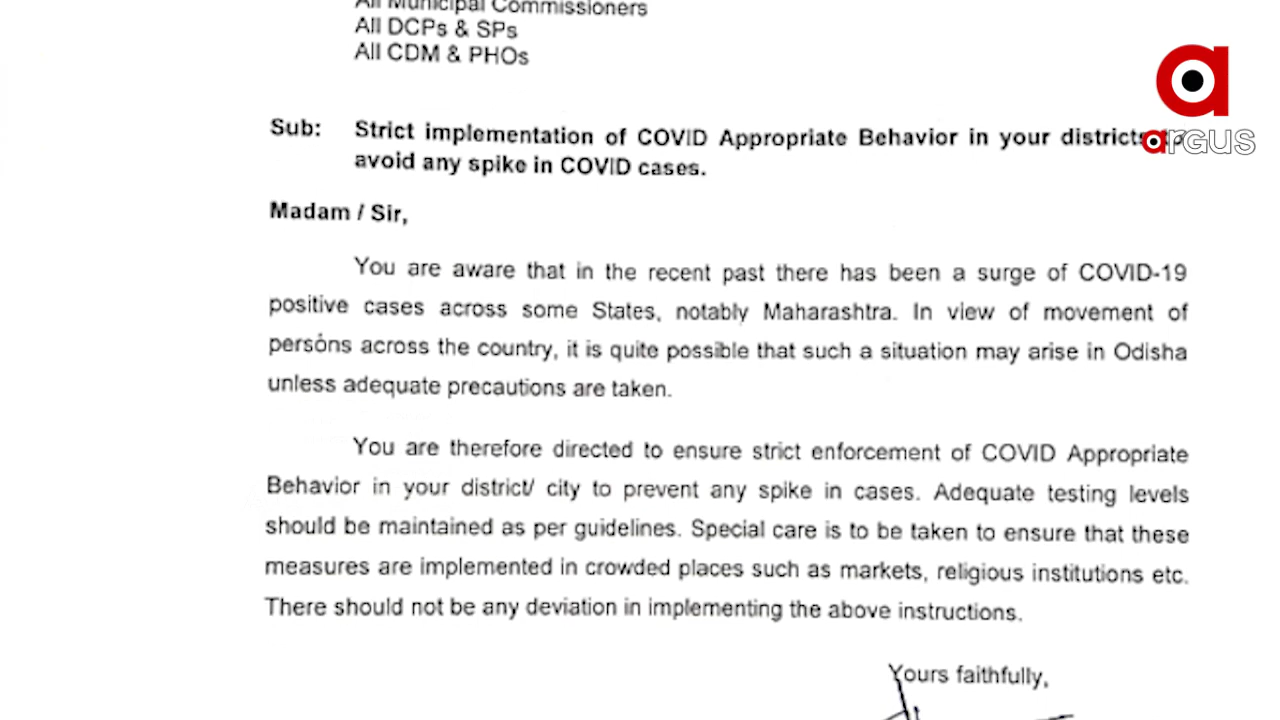 All Municipal Commissioners
All DCPs & SPs
All CDM & PHOs
Sub: Strict implementation of COVID Appropriate Behavior in your districts to
avoid any spike in COVID cases.
Madam / Sir,
You are aware that in the recent past there has been a surge of COVID-19
positive cases across some States, notably Maharashtra. In view of movement of
persons across the country, it is quite possible that such a situation may arise in Odisha
unless adequate precautions are taken.
You are therefore directed to ensure strict enforcement of COVID Appropriate
Behavior in your district/ city to prevent any spike in cases. Adequate testing levels
should be maintained as per guidelines. Special care is to be taken to ensure that these
measures are implemented in crowded places such as markets, religious institutions etc.
There should not be any deviation in implementing the above instructions.
Yours faithfully,
a
argus